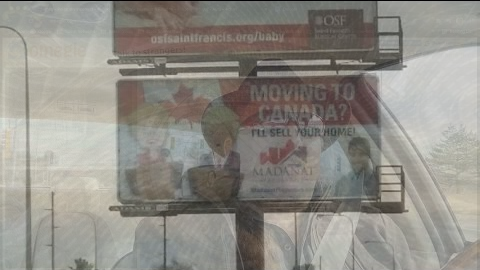 osfsaintfrancis.org/baby
OSF
MOVING TO
CANADA?
I'LL SELL YOUR HOME!
MADANAT